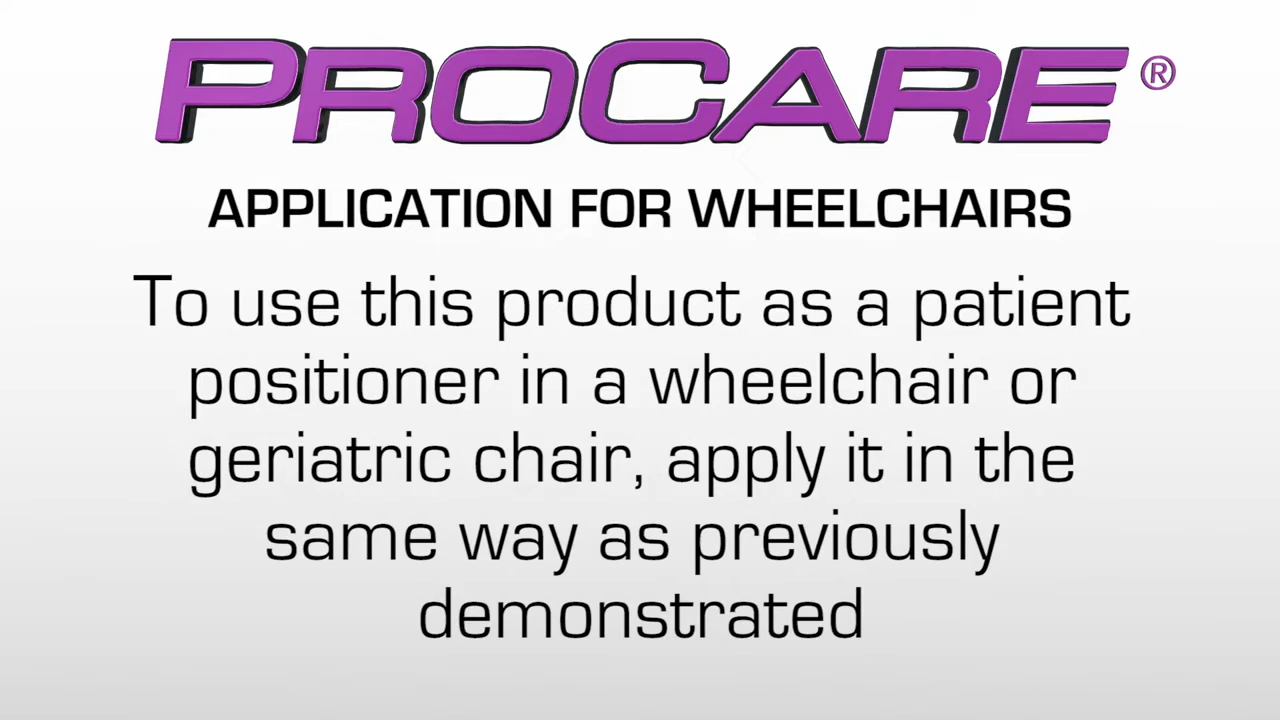 PROCARE®
APPLICATION FOR WHEELCHAIRS
To use this product as a patient
positioner in a wheelchair or
geriatric chair, apply it in the
same way as previously
demonstrated